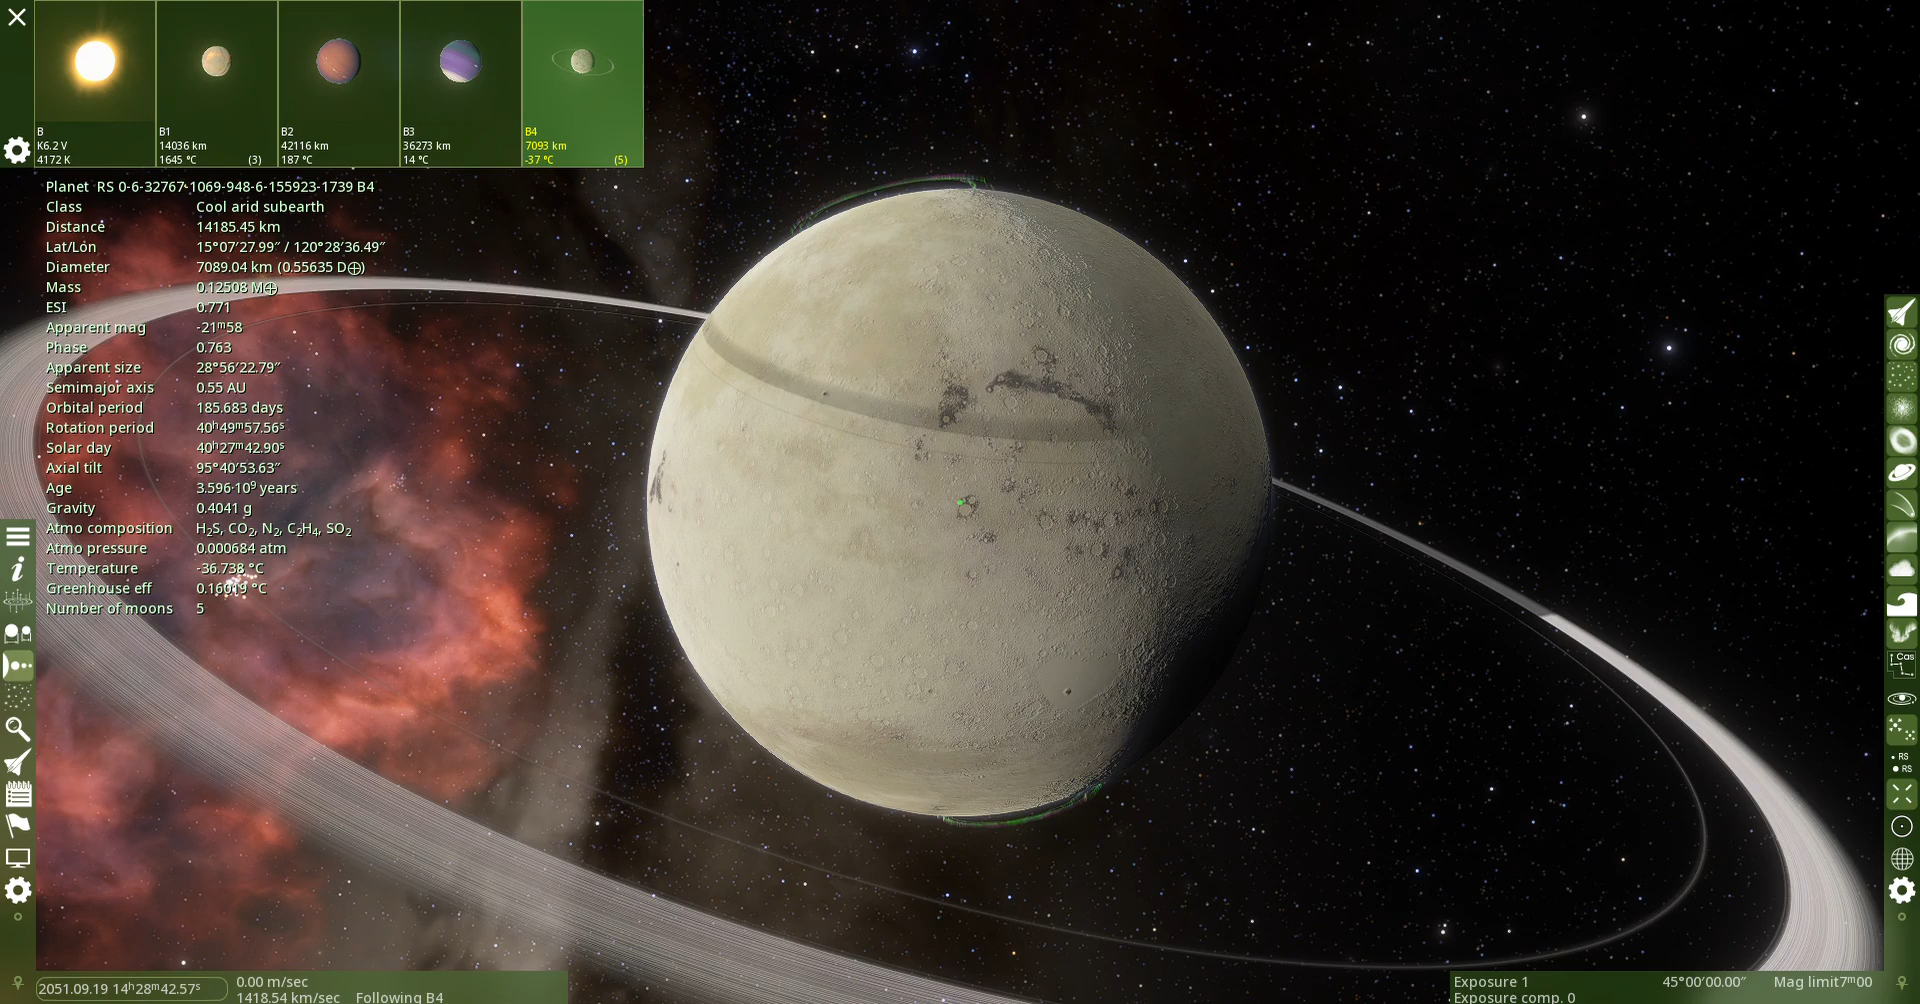 B
K6.2 V
4172 K
B1
14036 km
1645 °C (3)
B2
42116 km
187 °C
B3
36273 km
14 °C
B4
7093 km
-37 °C (5)
Planet RS 0-6-32767-1069-948-6-155923-1739 B4
Class Cool arid subearth
Distance 14185.45 km
Lat/Lon 15°07′27.99″ / 120°28′36.49″
Diameter 7089.04 km (0.55635 D⊕)
Mass 0.12508 M⊕
ESI 0.771
Apparent mag -21ᵐ58
Phase 0.763
Apparent size 28°56′22.79″
Semimajor axis 0.55 AU
Orbital period 185.683 days
Rotation period 40ʰ49ᵐ57.56ˢ
Solar day 40ʰ27ᵐ42.90ˢ
Axial tilt 95°40′53.63″
Age 3.596·10⁹ years
Gravity 0.4041 g
Atmo composition H₂S, CO₂, N₂, C₂H₄, SO₂
Atmo pressure 0.000684 atm
Temperature -36.738 °C
Greenhouse eff 0.16019 °C
Number of moons 5
Cas
RS
RS
2051.09.19 14ʰ28ᵐ42.57ˢ
0.00 m/sec
1418.54 km/sec Following B4
Exposure 1 45°00′00.00″ Mag limit7ᵐ00
Exposure comp. 0